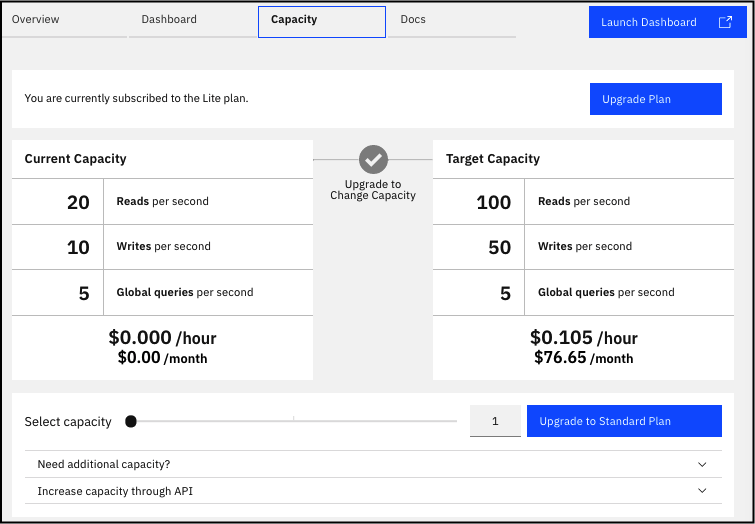 Overview
Dashboard
Capacity
Docs
Launch Dashboard
You are currently subscribed to the Lite plan.
Upgrade Plan
Current Capacity
20 Reads per second
10 Writes per second
5 Global queries per second
$0.000 /hour
$0.00 /month
Upgrade to
Change Capacity
Target Capacity
100 Reads per second
50 Writes per second
5 Global queries per second
$0.105 /hour
$76.65 /month
Select capacity
1
Upgrade to Standard Plan
Need additional capacity?
Increase capacity through API